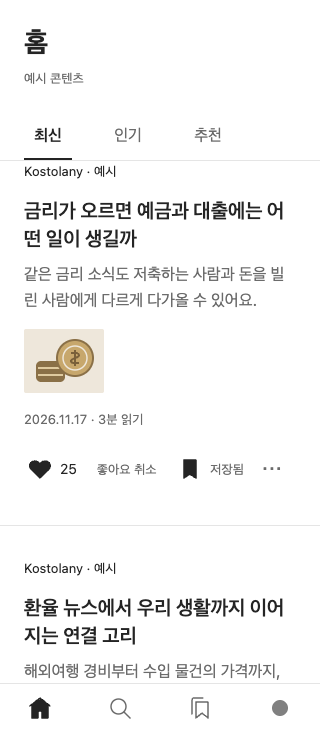 홈
예시 콘텐츠
최신 인기 추천
Kostolany · 예시
금리가 오르면 예금과 대출에는 어
떤 일이 생길까
같은 금리 소식도 저축하는 사람과 돈을 빌
린 사람에게 다르게 다가올 수 있어요.
2026.11.17 · 3분 읽기
25 좋아요 취소 저장됨 ···
Kostolany · 예시
환율 뉴스에서 우리 생활까지 이어
지는 연결 고리
해외여행 경비부터 수입 물건의 가격까지,